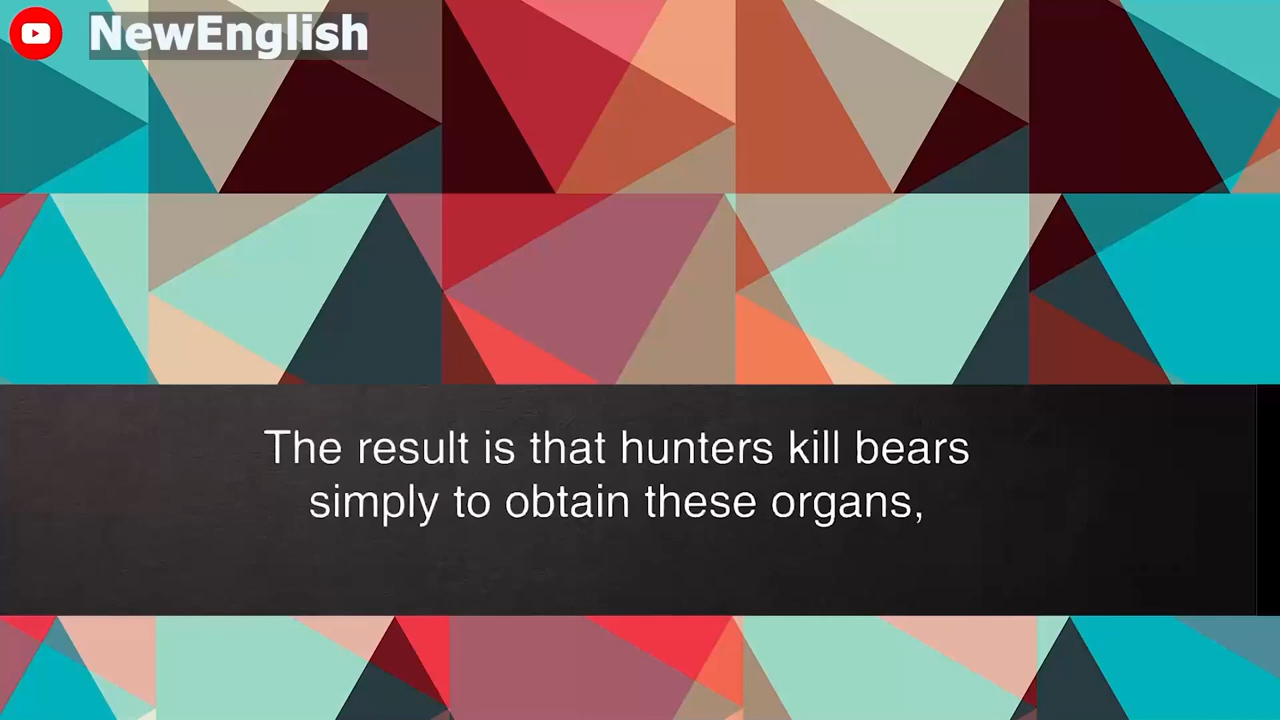 NewEnglish
The result is that hunters kill bears
simply to obtain these organs,